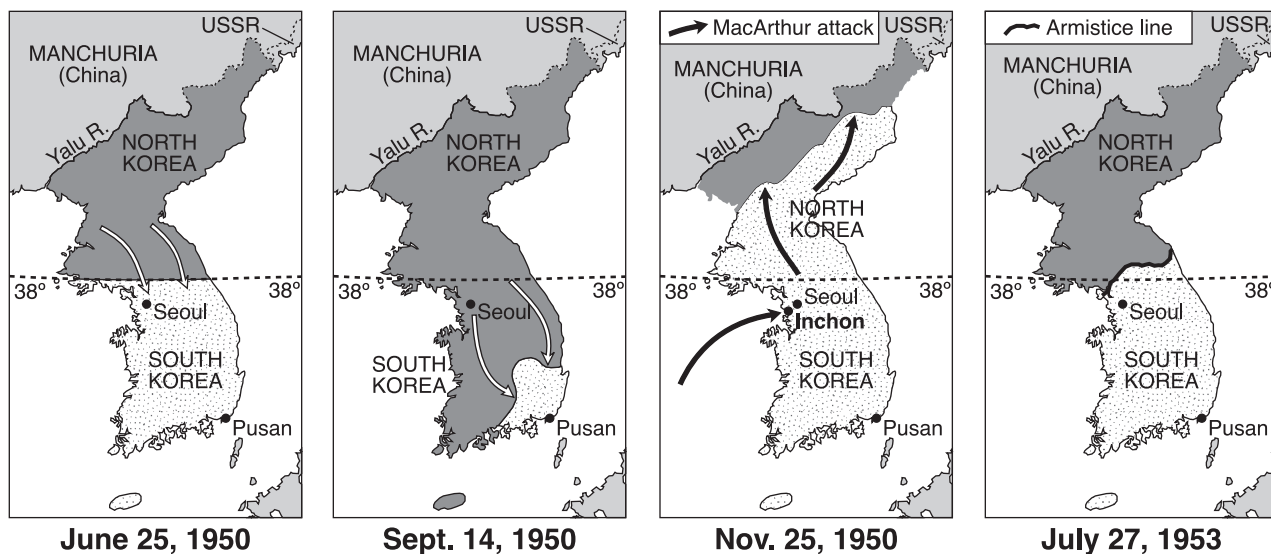 USSR
MANCHURIA
(China)
Yalu R.
NORTH
KOREA
38°
38°
Seoul
SOUTH
KOREA
Pusan
June 25, 1950
USSR
MANCHURIA
(China)
Yalu R.
NORTH
KOREA
38°
38°
Seoul
SOUTH
KOREA
Pusan
Sept. 14, 1950
MacArthur attack
USSR
MANCHURIA
(China)
Yalu R.
NORTH
KOREA
38°
38°
Seoul
Inchon
SOUTH
KOREA
Pusan
Nov. 25, 1950
Armistice line
USSR
MANCHURIA
(China)
Yalu R.
NORTH
KOREA
38°
38°
Seoul
SOUTH
KOREA
Pusan
July 27, 1953